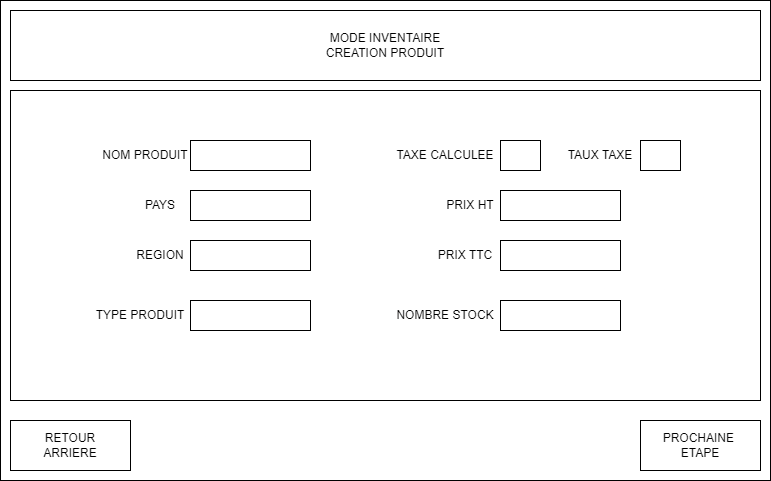 MODE INVENTAIRE
CREATION PRODUIT
NOM PRODUIT
TAXE CALCULEE
TAUX TAXE
PAYS
PRIX HT
REGION
PRIX TTC
TYPE PRODUIT
NOMBRE STOCK
RETOUR
ARRIERE
PROCHAINE
ETAPE